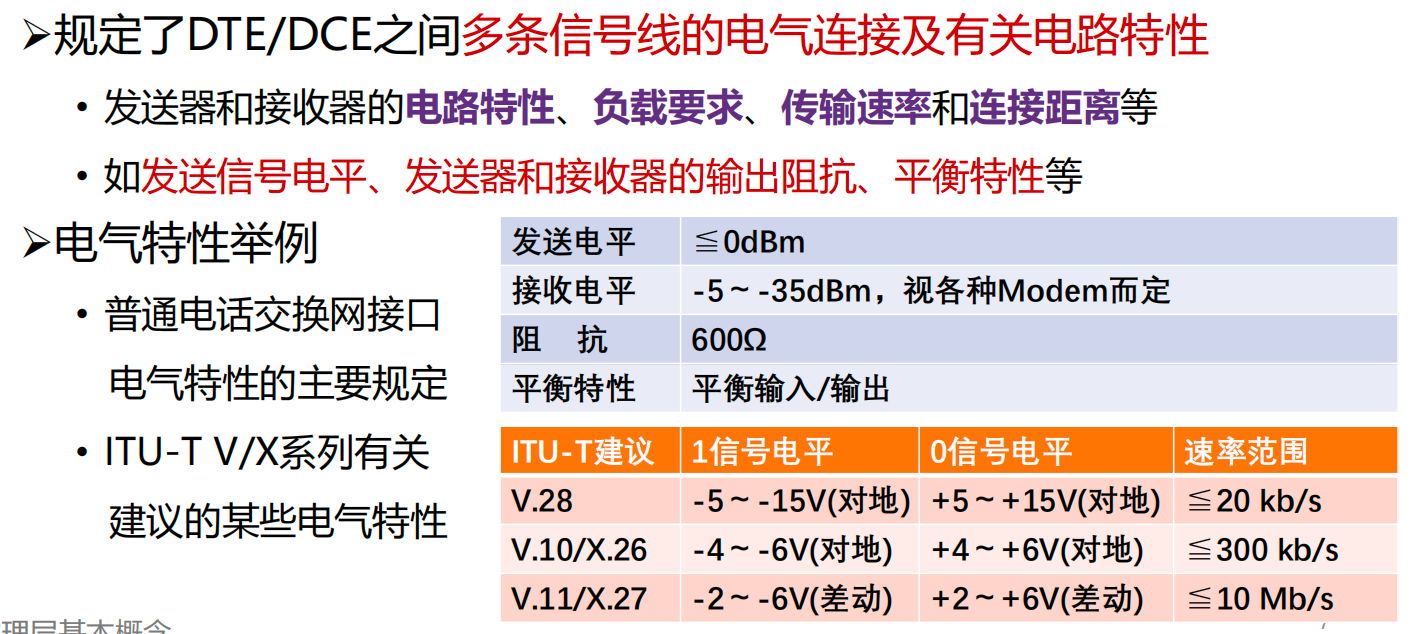 ➢规定了DTE/DCE之间多条信号线的电气连接及有关电路特性
• 发送器和接收器的电路特性、负载要求、传输速率和连接距离等
• 如发送信号电平、发送器和接收器的输出阻抗、平衡特性等
➢电气特性举例
• 普通电话交换网接口
电气特性的主要规定
• ITU-T V/X系列有关
建议的某些电气特性
发送电平 ≦0dBm
接收电平 -5~-35dBm，视各种Modem而定
阻 抗 600Ω
平衡特性 平衡输入/输出
ITU-T建议 1信号电平 0信号电平 速率范围
V.28 -5~-15V(对地) +5~+15V(对地) ≦20 kb/s
V.10/X.26 -4~-6V(对地) +4~+6V(对地) ≦300 kb/s
V.11/X.27 -2~-6V(差动) +2~+6V(差动) ≦10 Mb/s
理层基本概念